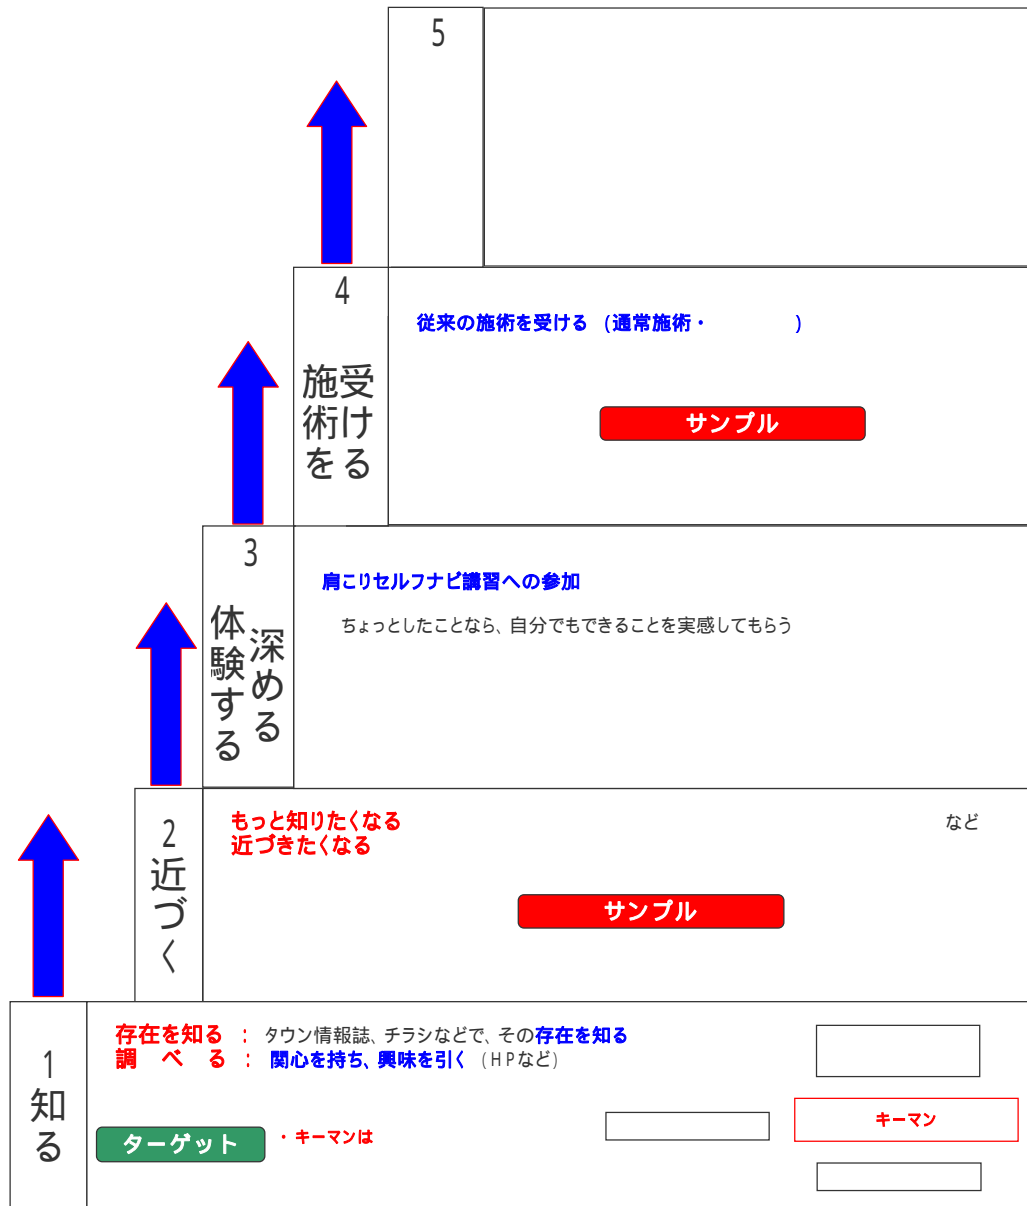 5
4
施術を
受ける
従来の施術を受ける (通常施術・ )
サンプル
3
体験する
深める
肩こりセルフナビ講習への参加
ちょっとしたことなら、自分でもできることを実感してもらう
2
近づく
もっと知りたくなる
近づきたくなる
など
サンプル
1
知る
存在を知る : タウン情報誌、チラシなどで、その存在を知る
調べる : 関心を持ち、興味を引く (HPなど)
ターゲット
・キーマンは
キーマン